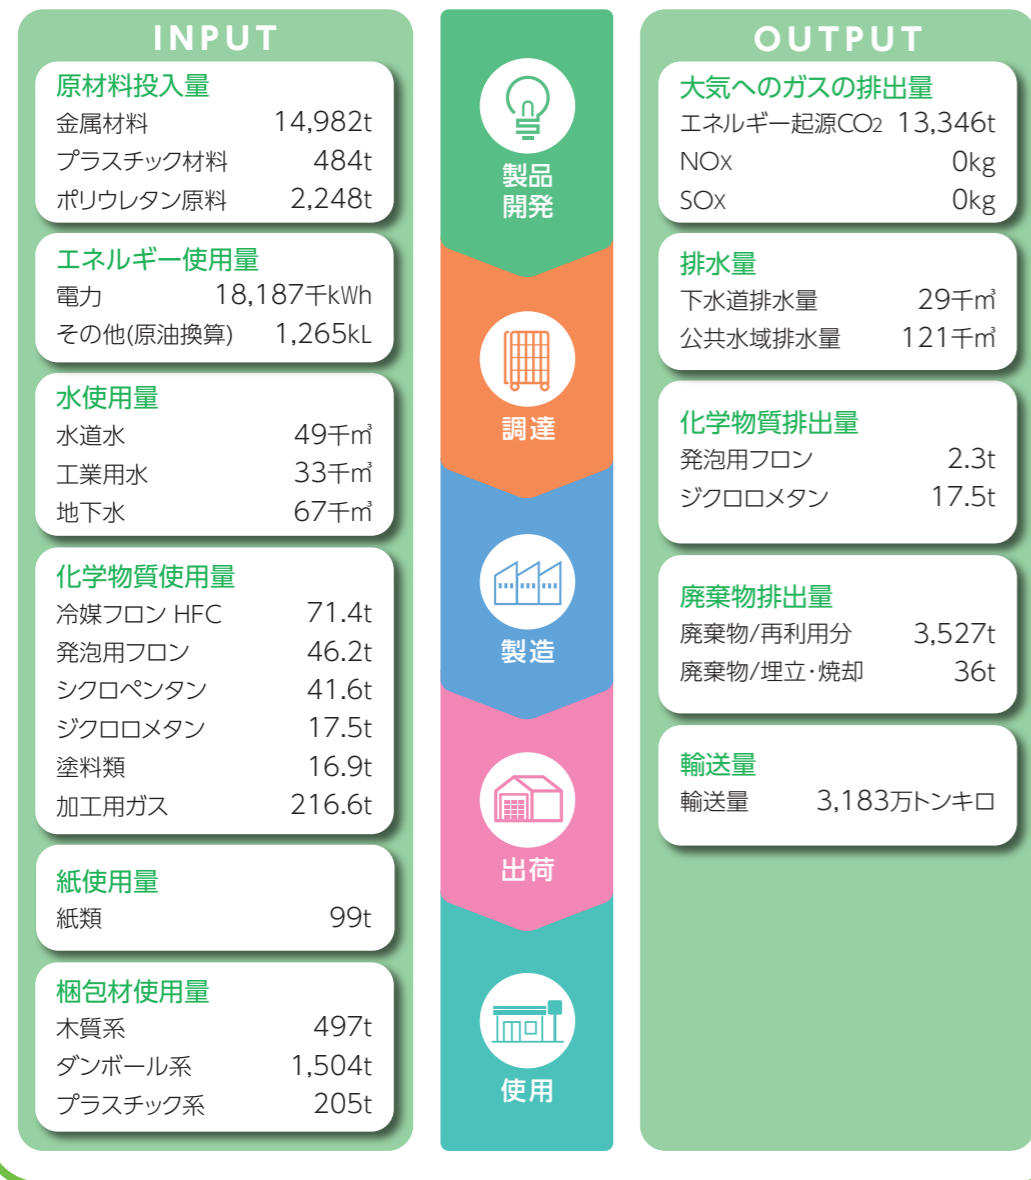 INPUT
原材料投入量
金属材料 14,982t
プラスチック材料 484t
ポリウレタン原料 2,248t
エネルギー使用量
電力 18,187千kWh
その他(原油換算) 1,265kL
水使用量
水道水 49千㎥
工業用水 33千㎥
地下水 67千㎥
化学物質使用量
冷媒フロン HFC 71.4t
発泡用フロン 46.2t
シクロペンタン 41.6t
ジクロロメタン 17.5t
塗料類 16.9t
加工用ガス 216.6t
紙使用量
紙類 99t
梱包材使用量
木質系 497t
ダンボール系 1,504t
プラスチック系 205t
製品
開発
調達
製造
出荷
使用
OUTPUT
大気へのガスの排出量
エネルギー起源CO2 13,346t
NOx 0kg
SOx 0kg
排水量
下水道排水量 29千㎥
公共水域排水量 121千㎥
化学物質排出量
発泡用フロン 2.3t
ジクロロメタン 17.5t
廃棄物排出量
廃棄物/再利用分 3,527t
廃棄物/埋立・焼却 36t
輸送量
輸送量 3,183万トンキロ